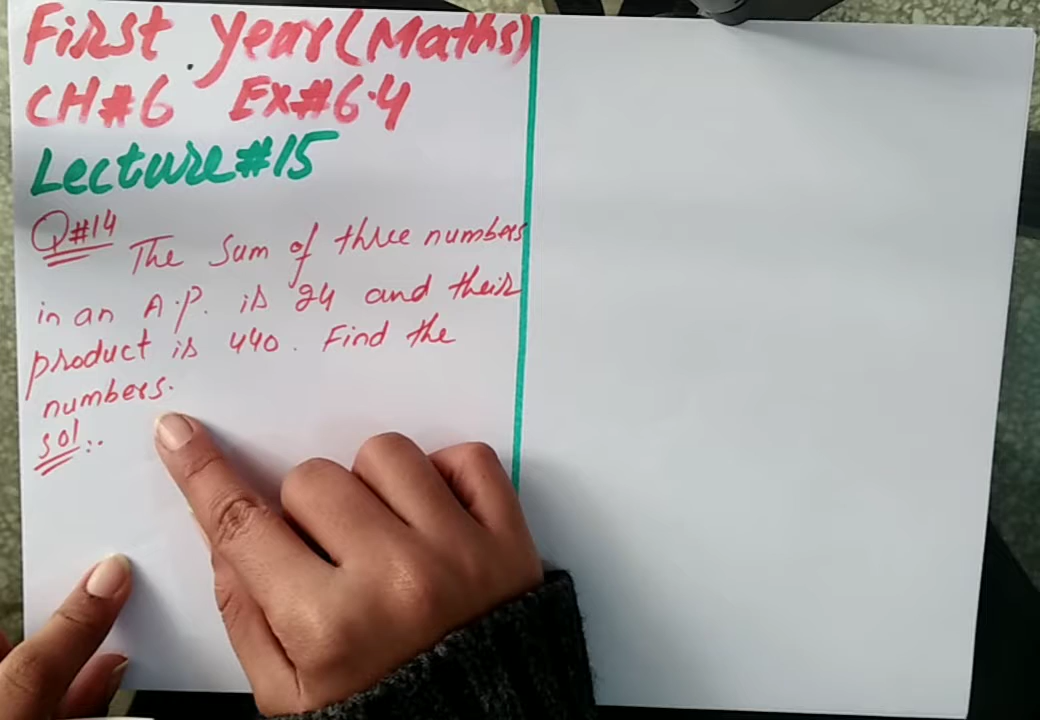 First year (Maths)
CH#6 Ex#6.4
Lecture#15
Q#14 The Sum of three numbers
in an A.P. is 24 and their
product is 440. Find the
numbers.
Sol:.